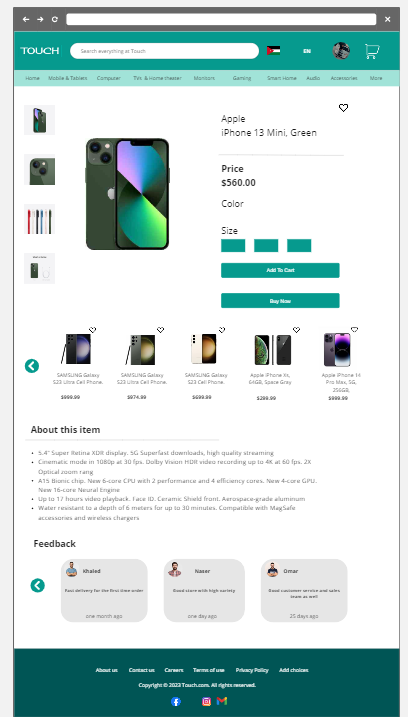 TOUCH
Search everything at Touch
EN
Home Mobile & Tablets Computer TVs & Home theater Monitors Gaming Smart Home Audio Accessories More
Apple
iPhone 13 Mini, Green
Price
$560.00
Color
Size
Add To Cart
Buy Now
SAMSUNG Galaxy
S23 Ultra Cell Phone.
$999.99
SAMSUNG Galaxy
S23 Ultra Cell Phone.
$974.99
SAMSUNG Galaxy
S23 Cell Phone.
$699.99
Apple iPhone Xs,
64GB, Space Gray
$299.99
Apple iPhone 14
Pro Max, 5G,
256GB,
$999.99
About this item
• 5.4" Super Retina XDR display. 5G Superfast downloads, high quality streaming
• Cinematic mode in 1080p at 30 fps. Dolby Vision HDR video recording up to 4K at 60 fps. 2X
Optical zoom rang
• A15 Bionic chip. New 6-core CPU with 2 performance and 4 efficiency cores. New 4-core GPU.
New 16-core Neural Engine
• Up to 17 hours video playback. Face ID. Ceramic Shield front. Aerospace-grade aluminum
• Water resistant to a depth of 6 meters for up to 30 minutes. Compatible with MagSafe
accessories and wireless chargers
Feedback
Khaled
Fast delivery for the first time order
one month ago
Naser
Good store with high variety
one day ago
Omar
Good customer service and sales
team as well
25 days ago
About us Contact us Careers Terms of use Privacy Policy Add choices
Copyright © 2023 Touch.com. All rights reserved.